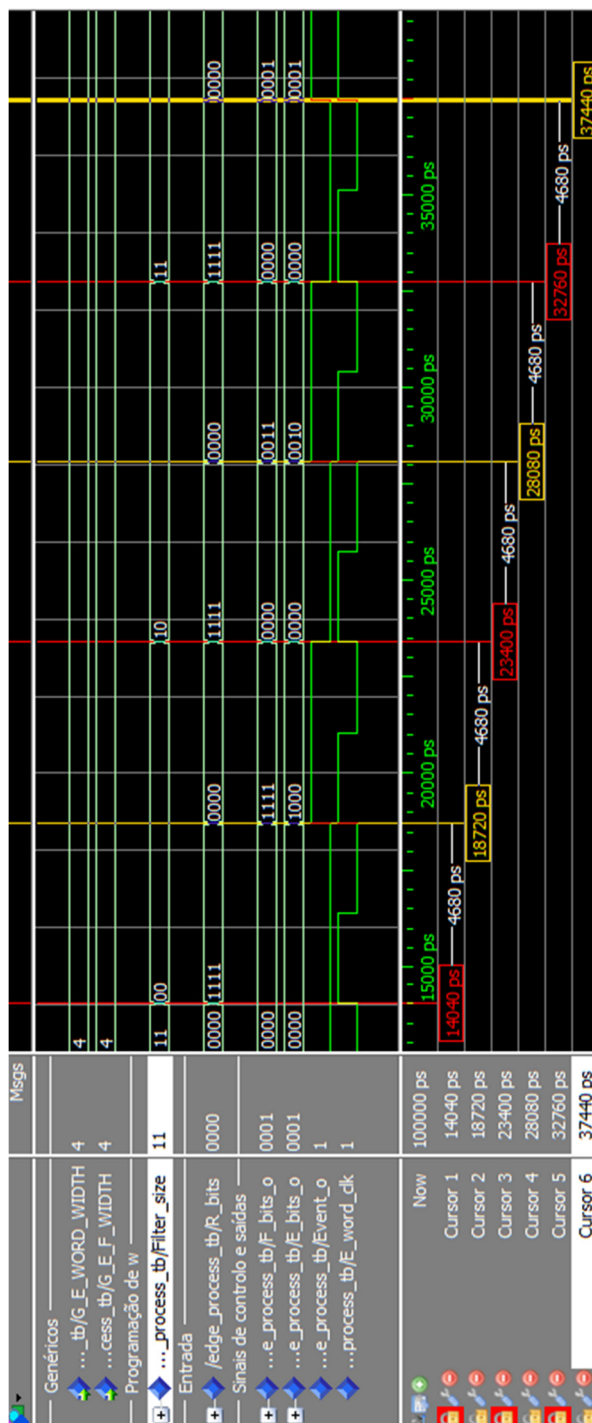 Msgs
Genéricos
..._tb/G_E_WORD_WIDTH 4 4
...cess_tb/G_E_F_WIDTH 4 4
Programação de w
..._process_tb/Filter_size 11 11 00 10 11
Entrada
/edge_process_tb/R_bits 0000 0000 1111 0000 1111 0000 1111 0000
Sinais de controlo e saídas
...e_process_tb/F_bits_o 0001 0000 1111 0000 0011 0000 0001
...e_process_tb/E_bits_o 0001 0000 1000 0000 0010 0000 0001
...e_process_tb/Event_o 1
...process_tb/E_word_clk 1
Now 100000 ps 15000 ps 20000 ps 25000 ps 30000 ps 35000 ps
Cursor 1 14040 ps 14040 ps 4680 ps
Cursor 2 18720 ps 18720 ps 4680 ps
Cursor 3 23400 ps 23400 ps 4680 ps
Cursor 4 28080 ps 28080 ps 4680 ps
Cursor 5 32760 ps 32760 ps 4680 ps
Cursor 6 37440 ps 37440 ps